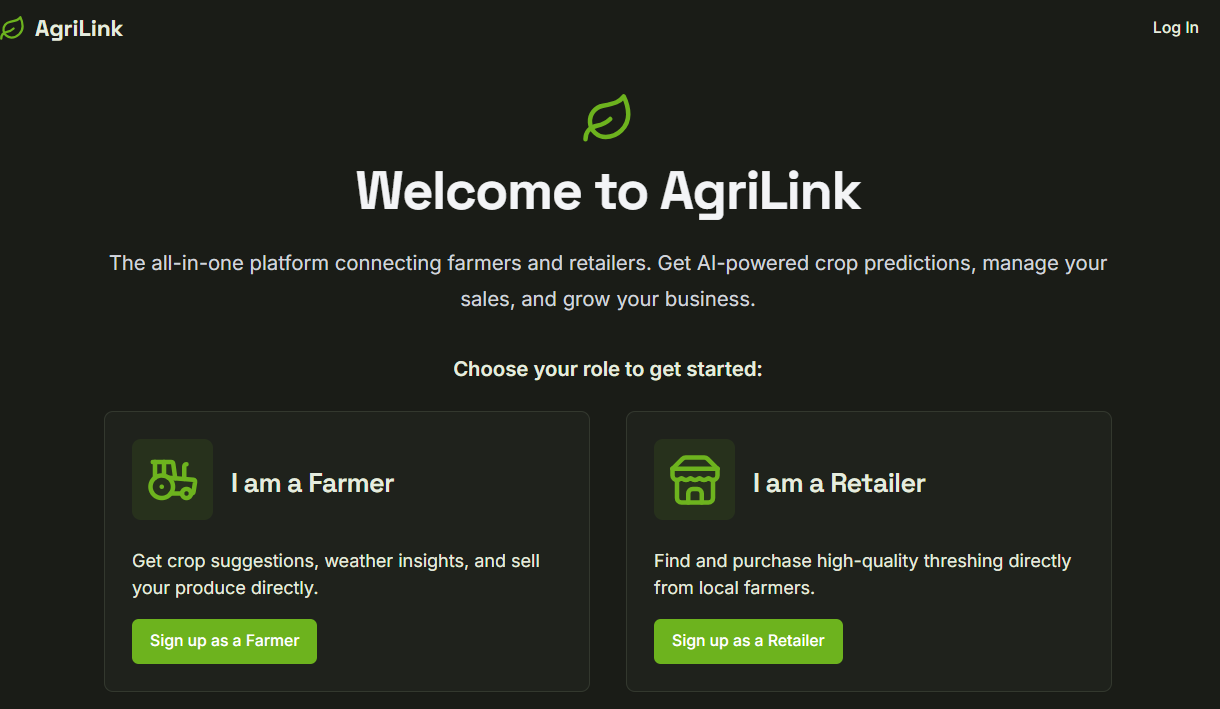 AgriLink
Log In
Welcome to AgriLink
The all-in-one platform connecting farmers and retailers. Get AI-powered crop predictions, manage your
sales, and grow your business.
Choose your role to get started:
I am a Farmer
Get crop suggestions, weather insights, and sell
your produce directly.
Sign up as a Farmer
I am a Retailer
Find and purchase high-quality threshing directly
from local farmers.
Sign up as a Retailer